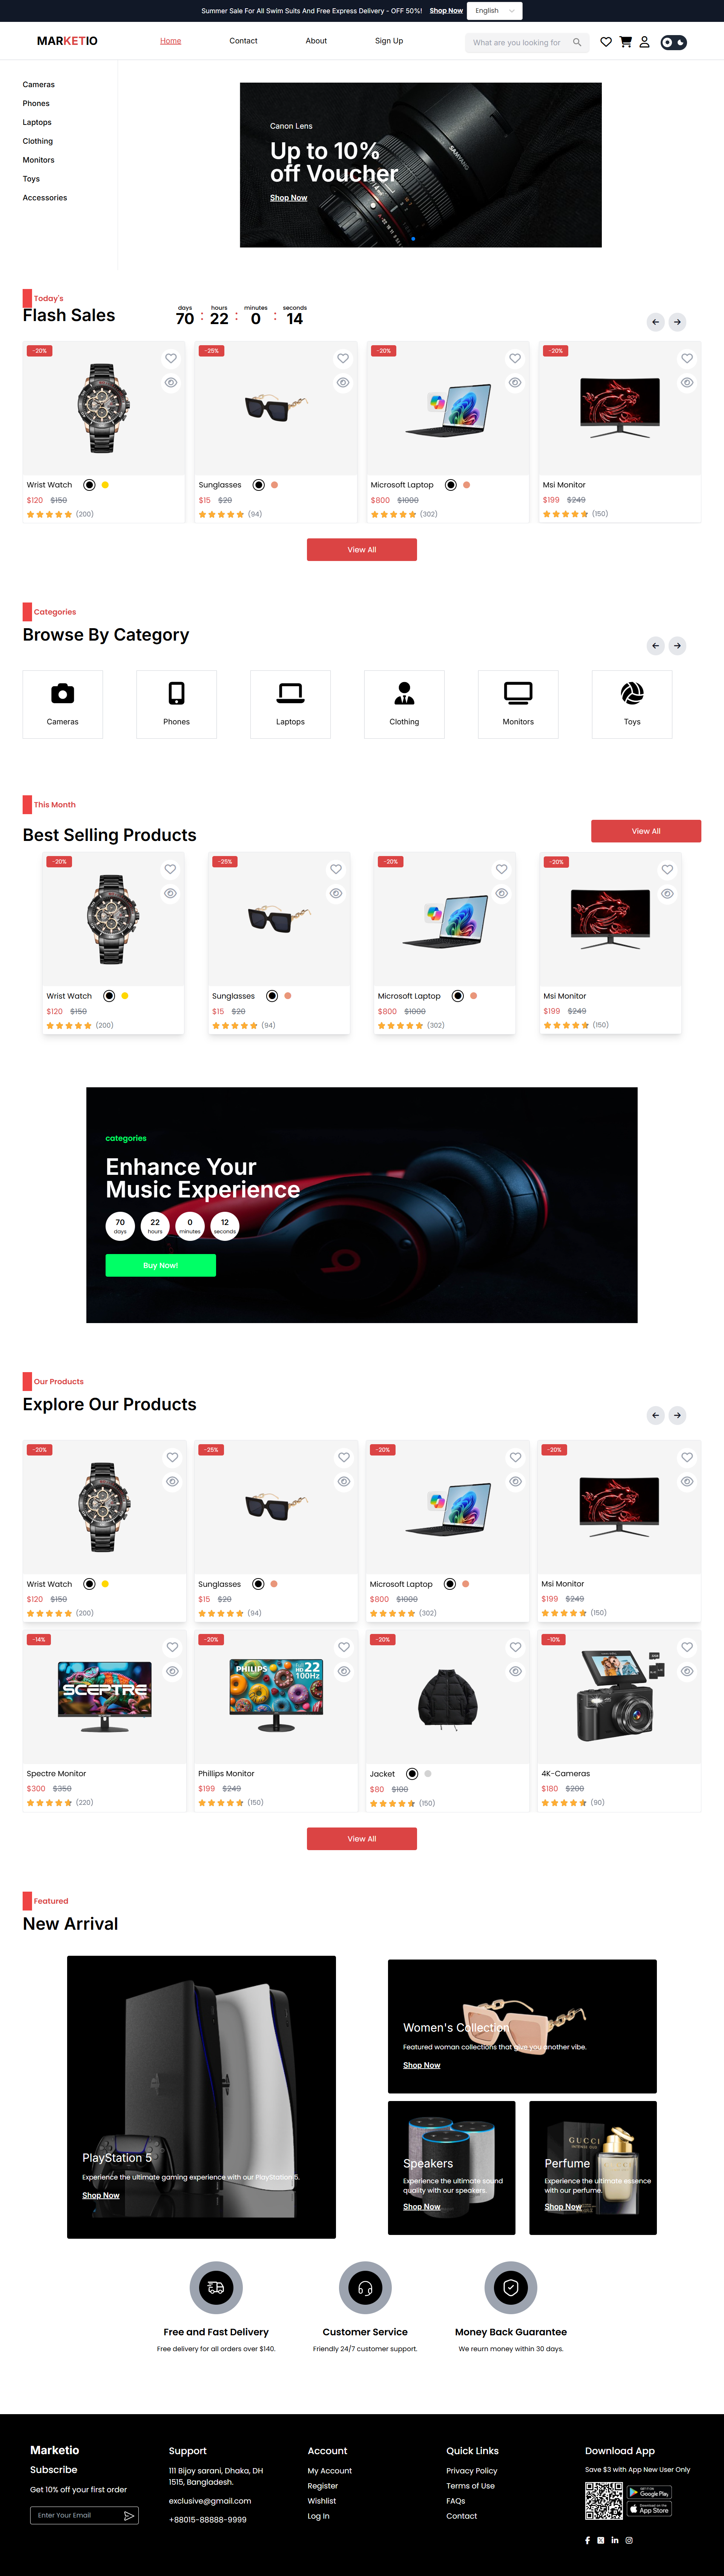 Summer Sale For All Swim Suits And Free Express Delivery - OFF 50%! Shop Now English
MARKETIO Home Contact About Sign Up What are you looking for
Cameras
Phones
Laptops
Clothing
Monitors
Toys
Accessories
Canon Lens
Up to 10%
off Voucher
Shop Now
SAMYANG
Today's
Flash Sales
days hours minutes seconds
70 : 22 : 0 : 14
-20% -25% -20% -20%
Wrist Watch Sunglasses Microsoft Laptop Msi Monitor
$120 $150 $15 $20 $800 $1000 $199 $249
(200) (94) (302) (150)
View All
Categories
Browse By Category
Cameras Phones Laptops Clothing Monitors Toys
This Month
Best Selling Products
View All
-20% -25% -20% -20%
Wrist Watch Sunglasses Microsoft Laptop Msi Monitor
$120 $150 $15 $20 $800 $1000 $199 $249
(200) (94) (302) (150)
categories
Enhance Your
Music Experience
70 22 0 12
days hours minutes seconds
Buy Now!
Our Products
Explore Our Products
-20% -25% -20% -20%
Wrist Watch Sunglasses Microsoft Laptop Msi Monitor
$120 $150 $15 $20 $800 $1000 $199 $249
(200) (94) (302) (150)
-14% -20% -20% -10%
SCEPTRE
PHILIPS HD 22
100Hz
Spectre Monitor Phillips Monitor Jacket 4K-Cameras
$300 $350 $199 $249 $80 $100 $180 $200
(220) (150) (150) (90)
View All
Featured
New Arrival
PlayStation 5
Experience the ultimate gaming experience with our PlayStation 5.
Shop Now
Women's Collection
Featured woman collections that give you another vibe.
Shop Now
Speakers
Experience the ultimate sound
quality with our speakers.
Shop Now
GUCCI
Perfume
Experience the ultimate essence
with our perfume.
Shop Now
Free and Fast Delivery
Free delivery for all orders over $140.
Customer Service
Friendly 24/7 customer support.
Money Back Guarantee
We reurn money within 30 days.
Marketio
Subscribe
Get 10% off your first order
Enter Your Email
Support
111 Bijoy sarani, Dhaka, DH
1515, Bangladesh.
exclusive@gmail.com
+88015-88888-9999
Account
My Account
Register
Wishlist
Log In
Quick Links
Privacy Policy
Terms of Use
FAQs
Contact
Download App
Save $3 with App New User Only
GET IT ON
Google Play
Download on the
App Store